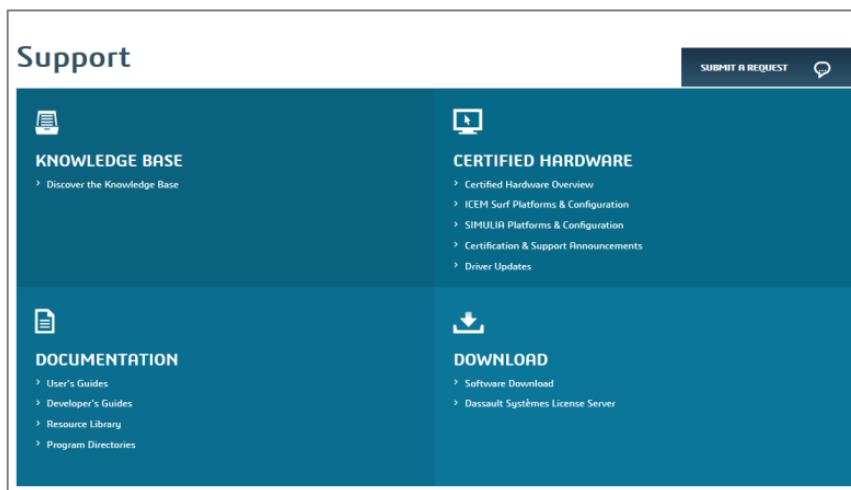 Support
SUBMIT A REQUEST
KNOWLEDGE BASE
> Discover the Knowledge Base
CERTIFIED HARDWARE
> Certified Hardware Overview
> ICEM Surf Platforms & Configuration
> SIMULIA Platforms & Configuration
> Certification & Support Announcements
> Driver Updates
DOCUMENTATION
> User's Guides
> Developer's Guides
> Resource Library
> Program Directories
DOWNLOAD
> Software Download
> Dassault Systèmes License Server